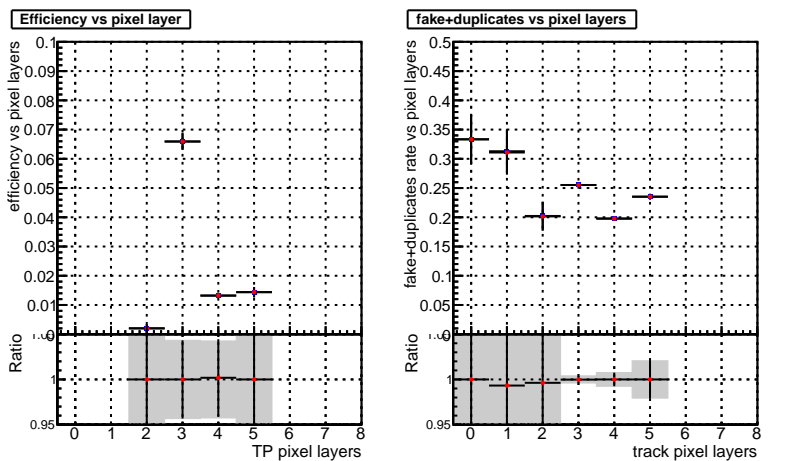 Efficiency vs pixel layer
efficiency vs pixel layers
0.1
0.09
0.08
0.07
0.06
0.05
0.04
0.03
0.02
0.01
0
Ratio
1
0.95
0 1 2 3 4 5 6 7 8
TP pixel layers
fake+duplicates vs pixel layers
fake+duplicates rate vs pixel layers
0.5
0.45
0.4
0.35
0.3
0.25
0.2
0.15
0.1
0.05
0
Ratio
1
0.95
0 1 2 3 4 5 6 7 8
track pixel layers